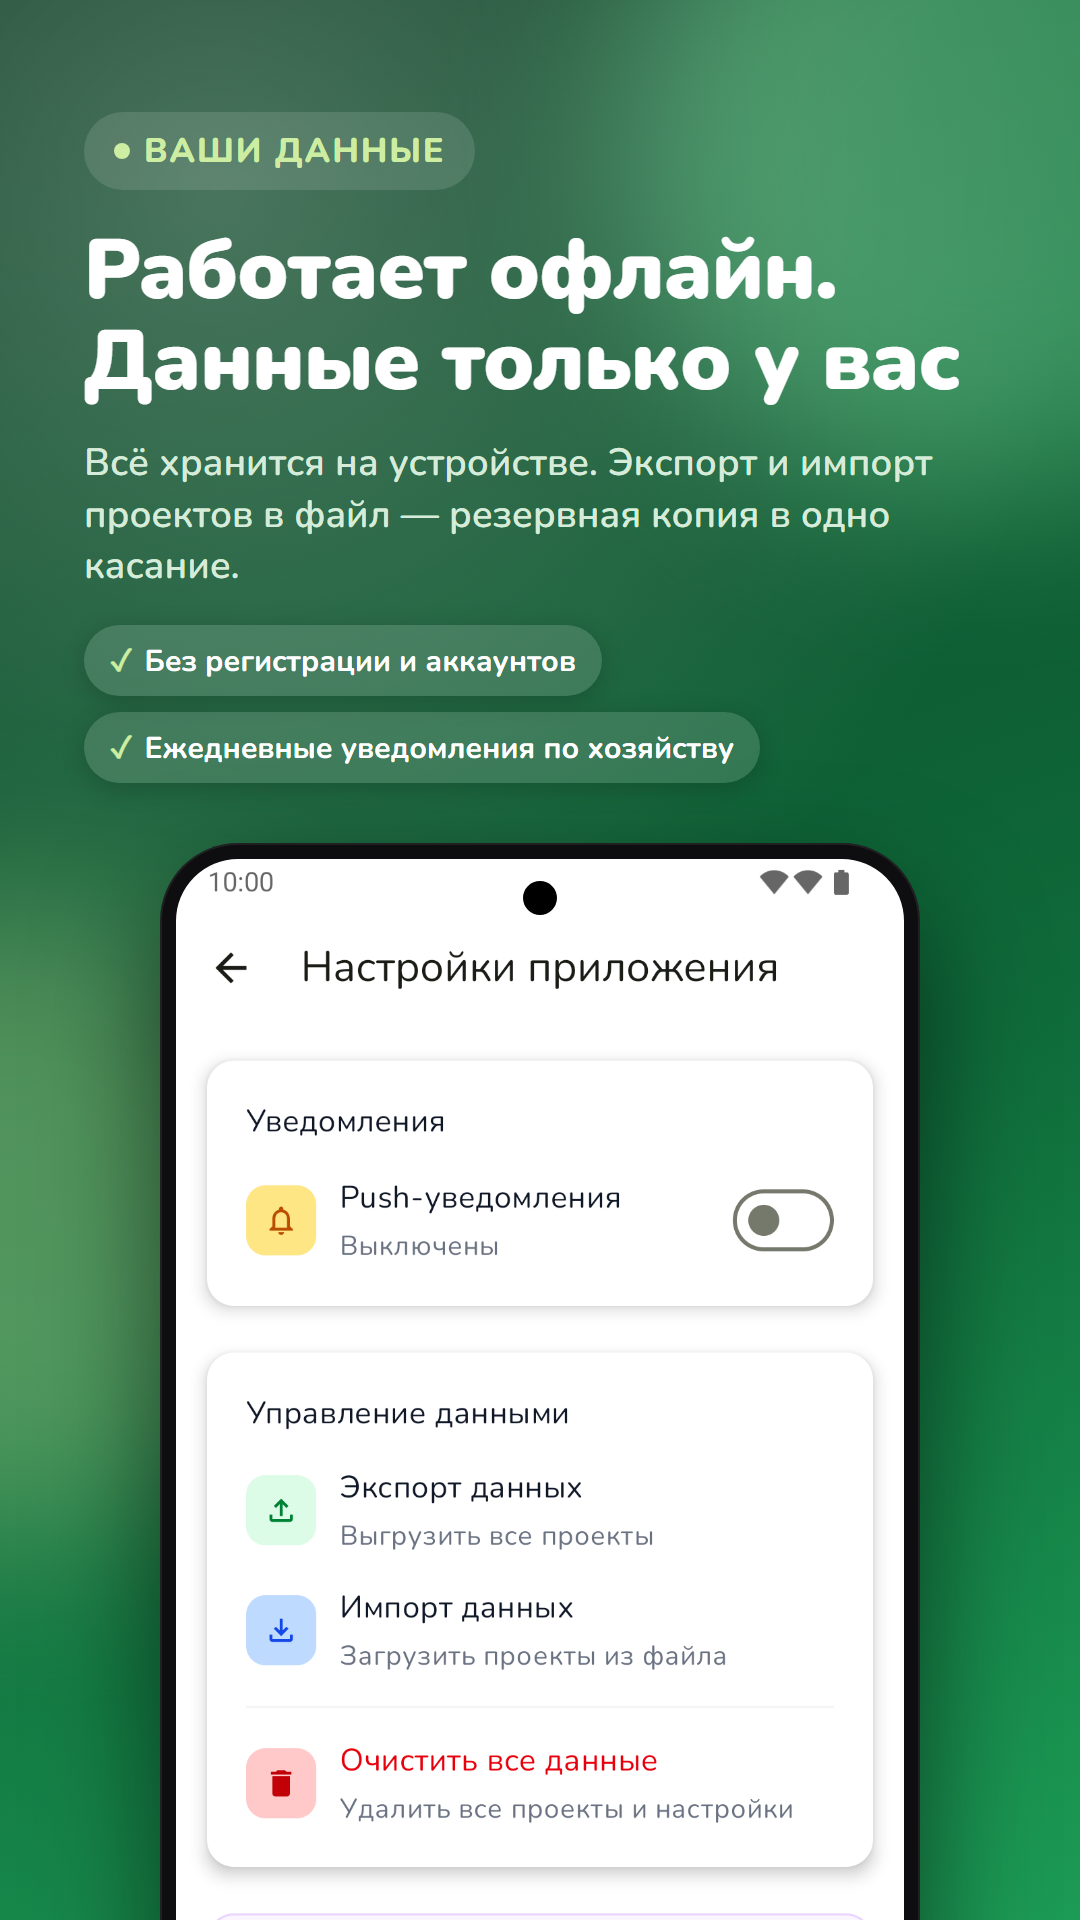 ВАШИ ДАННЫЕ
Работает офлайн.
Данные только у вас
Всё хранится на устройстве. Экспорт и импорт
проектов в файл — резервная копия в одно
касание.
✓ Без регистрации и аккаунтов
✓ Ежедневные уведомления по хозяйству
10:00
Настройки приложения
Уведомления
Push-уведомления
Выключены
Управление данными
Экспорт данных
Выгрузить все проекты
Импорт данных
Загрузить проекты из файла
Очистить все данные
Удалить все проекты и настройки